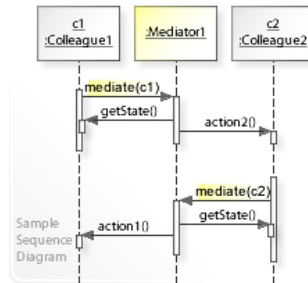 c1
:Colleague1
:Mediator1
c2
:Colleague2
mediate(c1)
getState()
action2()
mediate(c2)
getState()
action1()
Sample
Sequence
Diagram